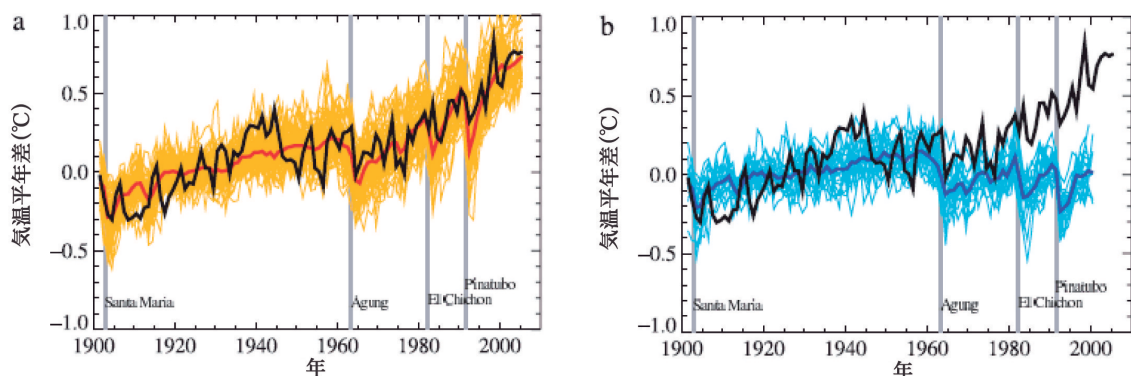 a
気温平年差(℃)
1.0
0.5
0.0
−0.5
−1.0
Santa Maria
Agung
El Chichon
Pinatubo
1900 1920 1940 1960 1980 2000
年
b
気温平年差(℃)
1.0
0.5
0.0
−0.5
−1.0
Santa Maria
Agung
El Chichon
Pinatubo
1900 1920 1940 1960 1980 2000
年